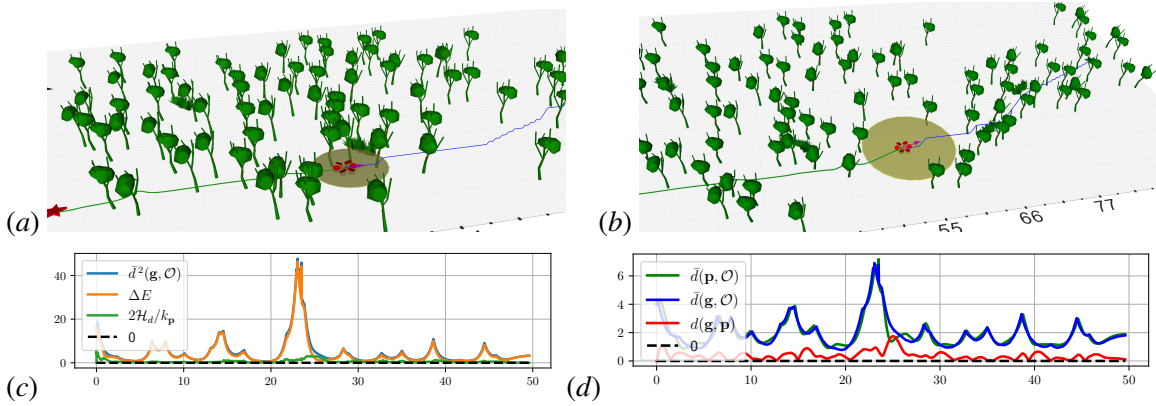 (a)
(b)
55
66
77
40
20
0
d̄²(g, 𝒪)
ΔE
2ℋ_d/k_p
0
0 10 20 30 40 50
(c)
6
4
2
0
d̄(p, 𝒪)
d̄(g, 𝒪)
d(g, p)
0
0 10 20 30 40 50
(d)